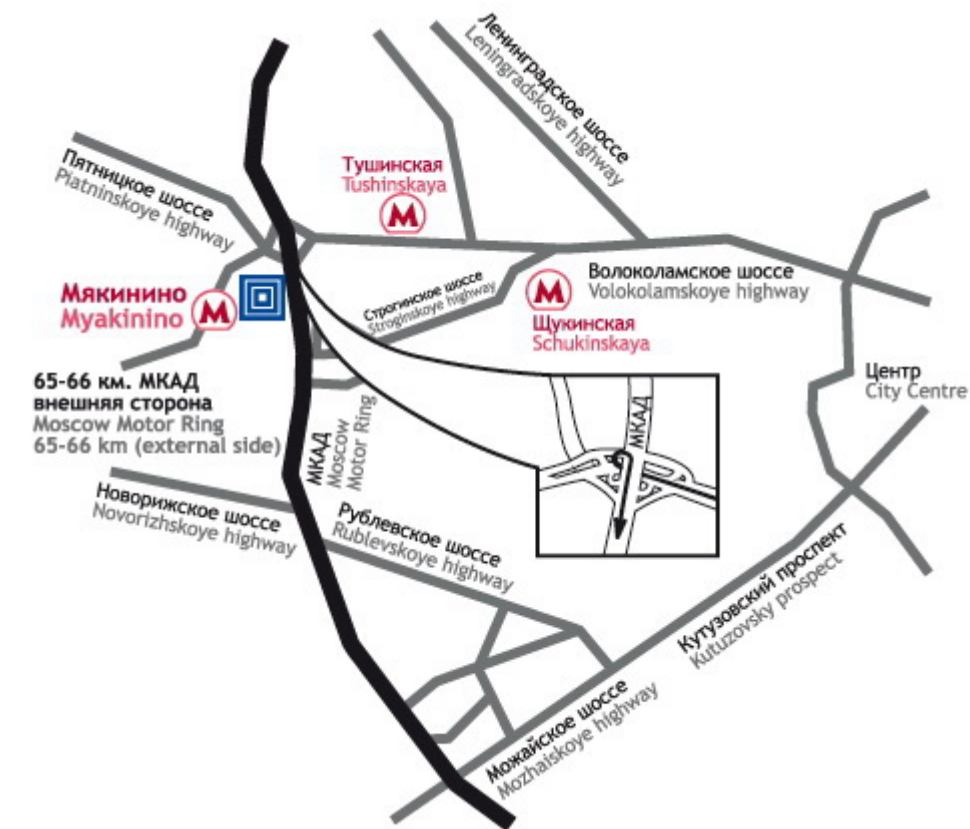 Ленинградское шоссе
Leningradskoye highway
Пятницкое шоссе
Piatninskoye highway
Тушинская
Tushinskaya
М
Мякинино
Myakinino
М
Строгинское шоссе
Stroginskoye highway
М
Щукинская
Schukinskaya
Волоколамское шоссе
Volokolamskoye highway
65-66 км. МКАД
внешняя сторона
Moscow Motor Ring
65-66 km (external side)
МКАД
Moscow
Motor Ring
МКАД
Центр
City Centre
Новорижское шоссе
Novorizhskoye highway
Рублевское шоссе
Rublevskoye highway
Кутузовский проспект
Kutuzovsky prospect
Можайское шоссе
Mozhaiskoye highway